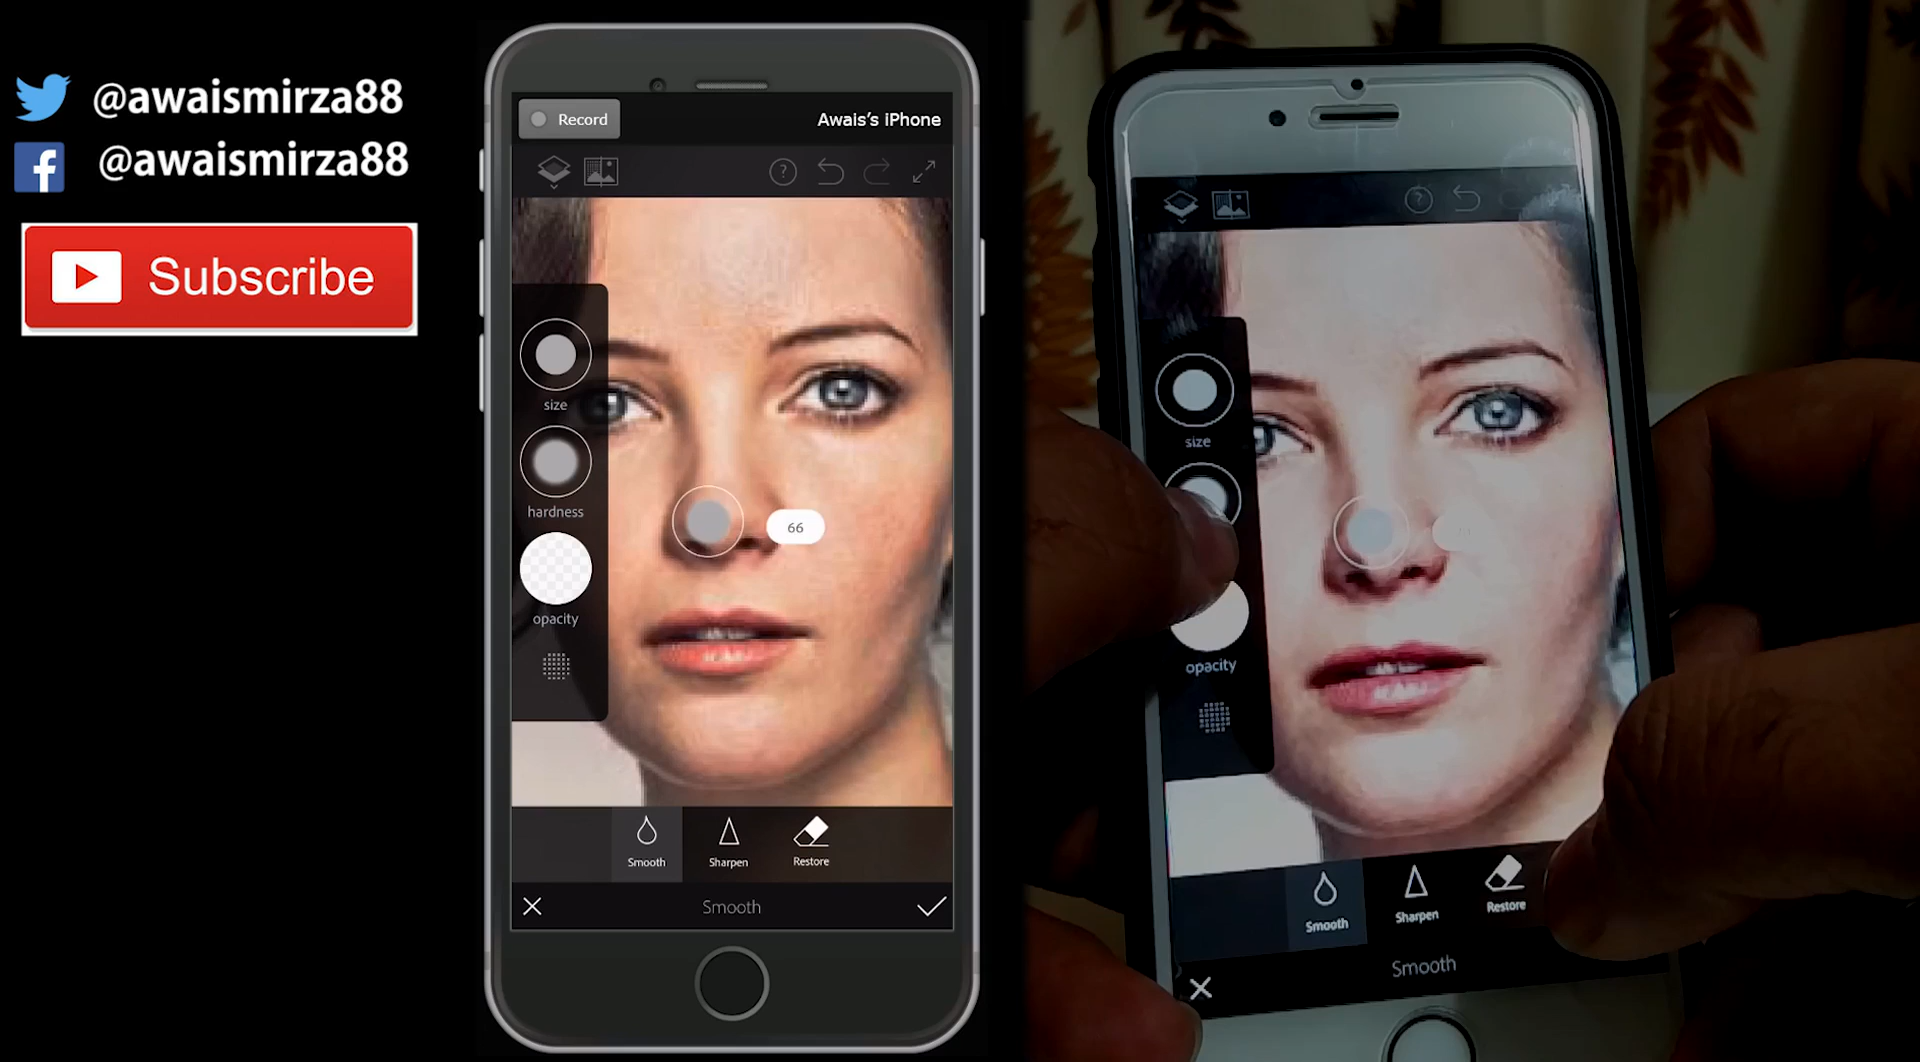 @awaismirza88
@awaismirza88
Subscribe
Record
Awais's iPhone
?
size
hardness
66
opacity
Smooth
Sharpen
Restore
Smooth
?
size
opacity
Smooth
Sharpen
Restore
Smooth